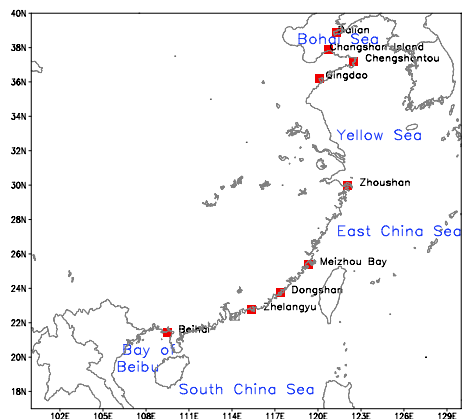 40N
Dalian
Bohai Sea
38N
Changshan Island
Chengshantou
36N
Qingdao
34N
Yellow Sea
32N
30N
Zhoushan
28N
East China Sea
26N
Meizhou Bay
24N
Dongshan
Zhelangyu
22N
Beihai
Bay of
Beibu
20N
South China Sea
18N
102E 105E 108E 111E 114E 117E 120E 123E 126E 129E